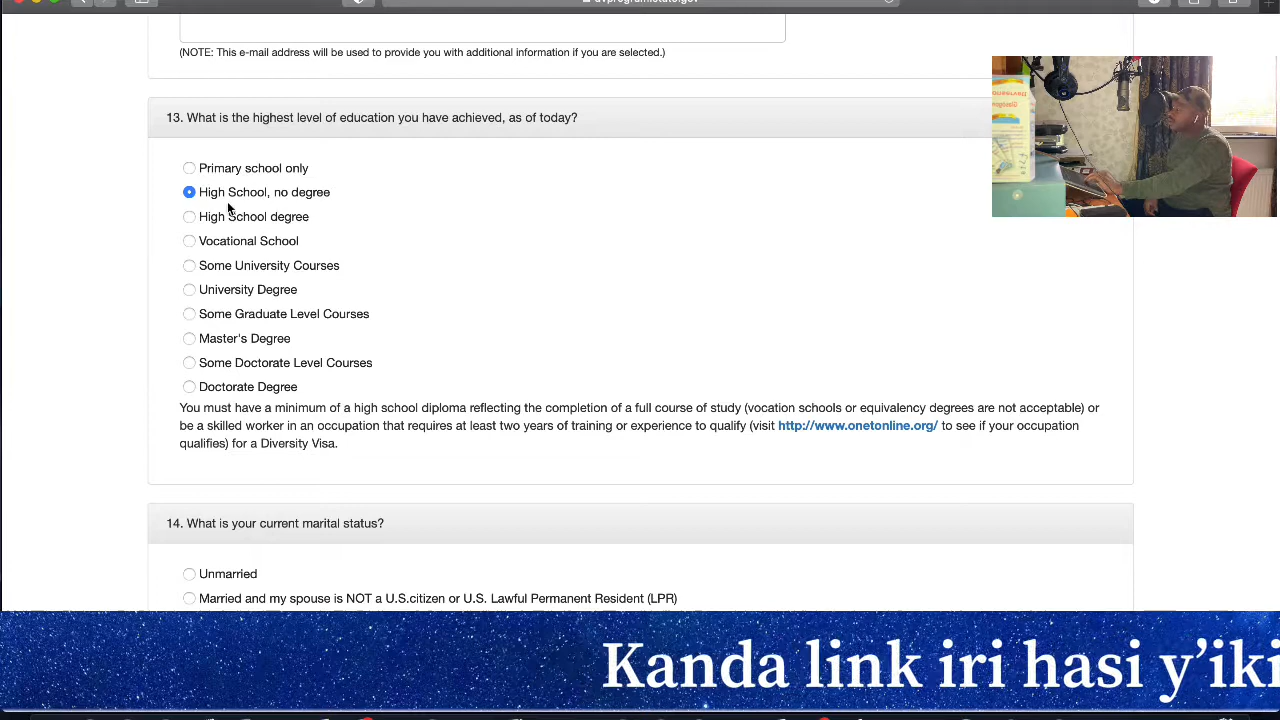 (NOTE: This e-mail address will be used to provide you with additional information if you are selected.)
13. What is the highest level of education you have achieved, as of today?
Primary school only
High School, no degree
High School degree
Vocational School
Some University Courses
University Degree
Some Graduate Level Courses
Master's Degree
Some Doctorate Level Courses
Doctorate Degree
You must have a minimum of a high school diploma reflecting the completion of a full course of study (vocation schools or equivalency degrees are not acceptable) or
be a skilled worker in an occupation that requires at least two years of training or experience to qualify (visit http://www.onetonline.org/ to see if your occupation
qualifies) for a Diversity Visa.
14. What is your current marital status?
Unmarried
Married and my spouse is NOT a U.S.citizen or U.S. Lawful Permanent Resident (LPR)
Kanda link iri hasi y’iki